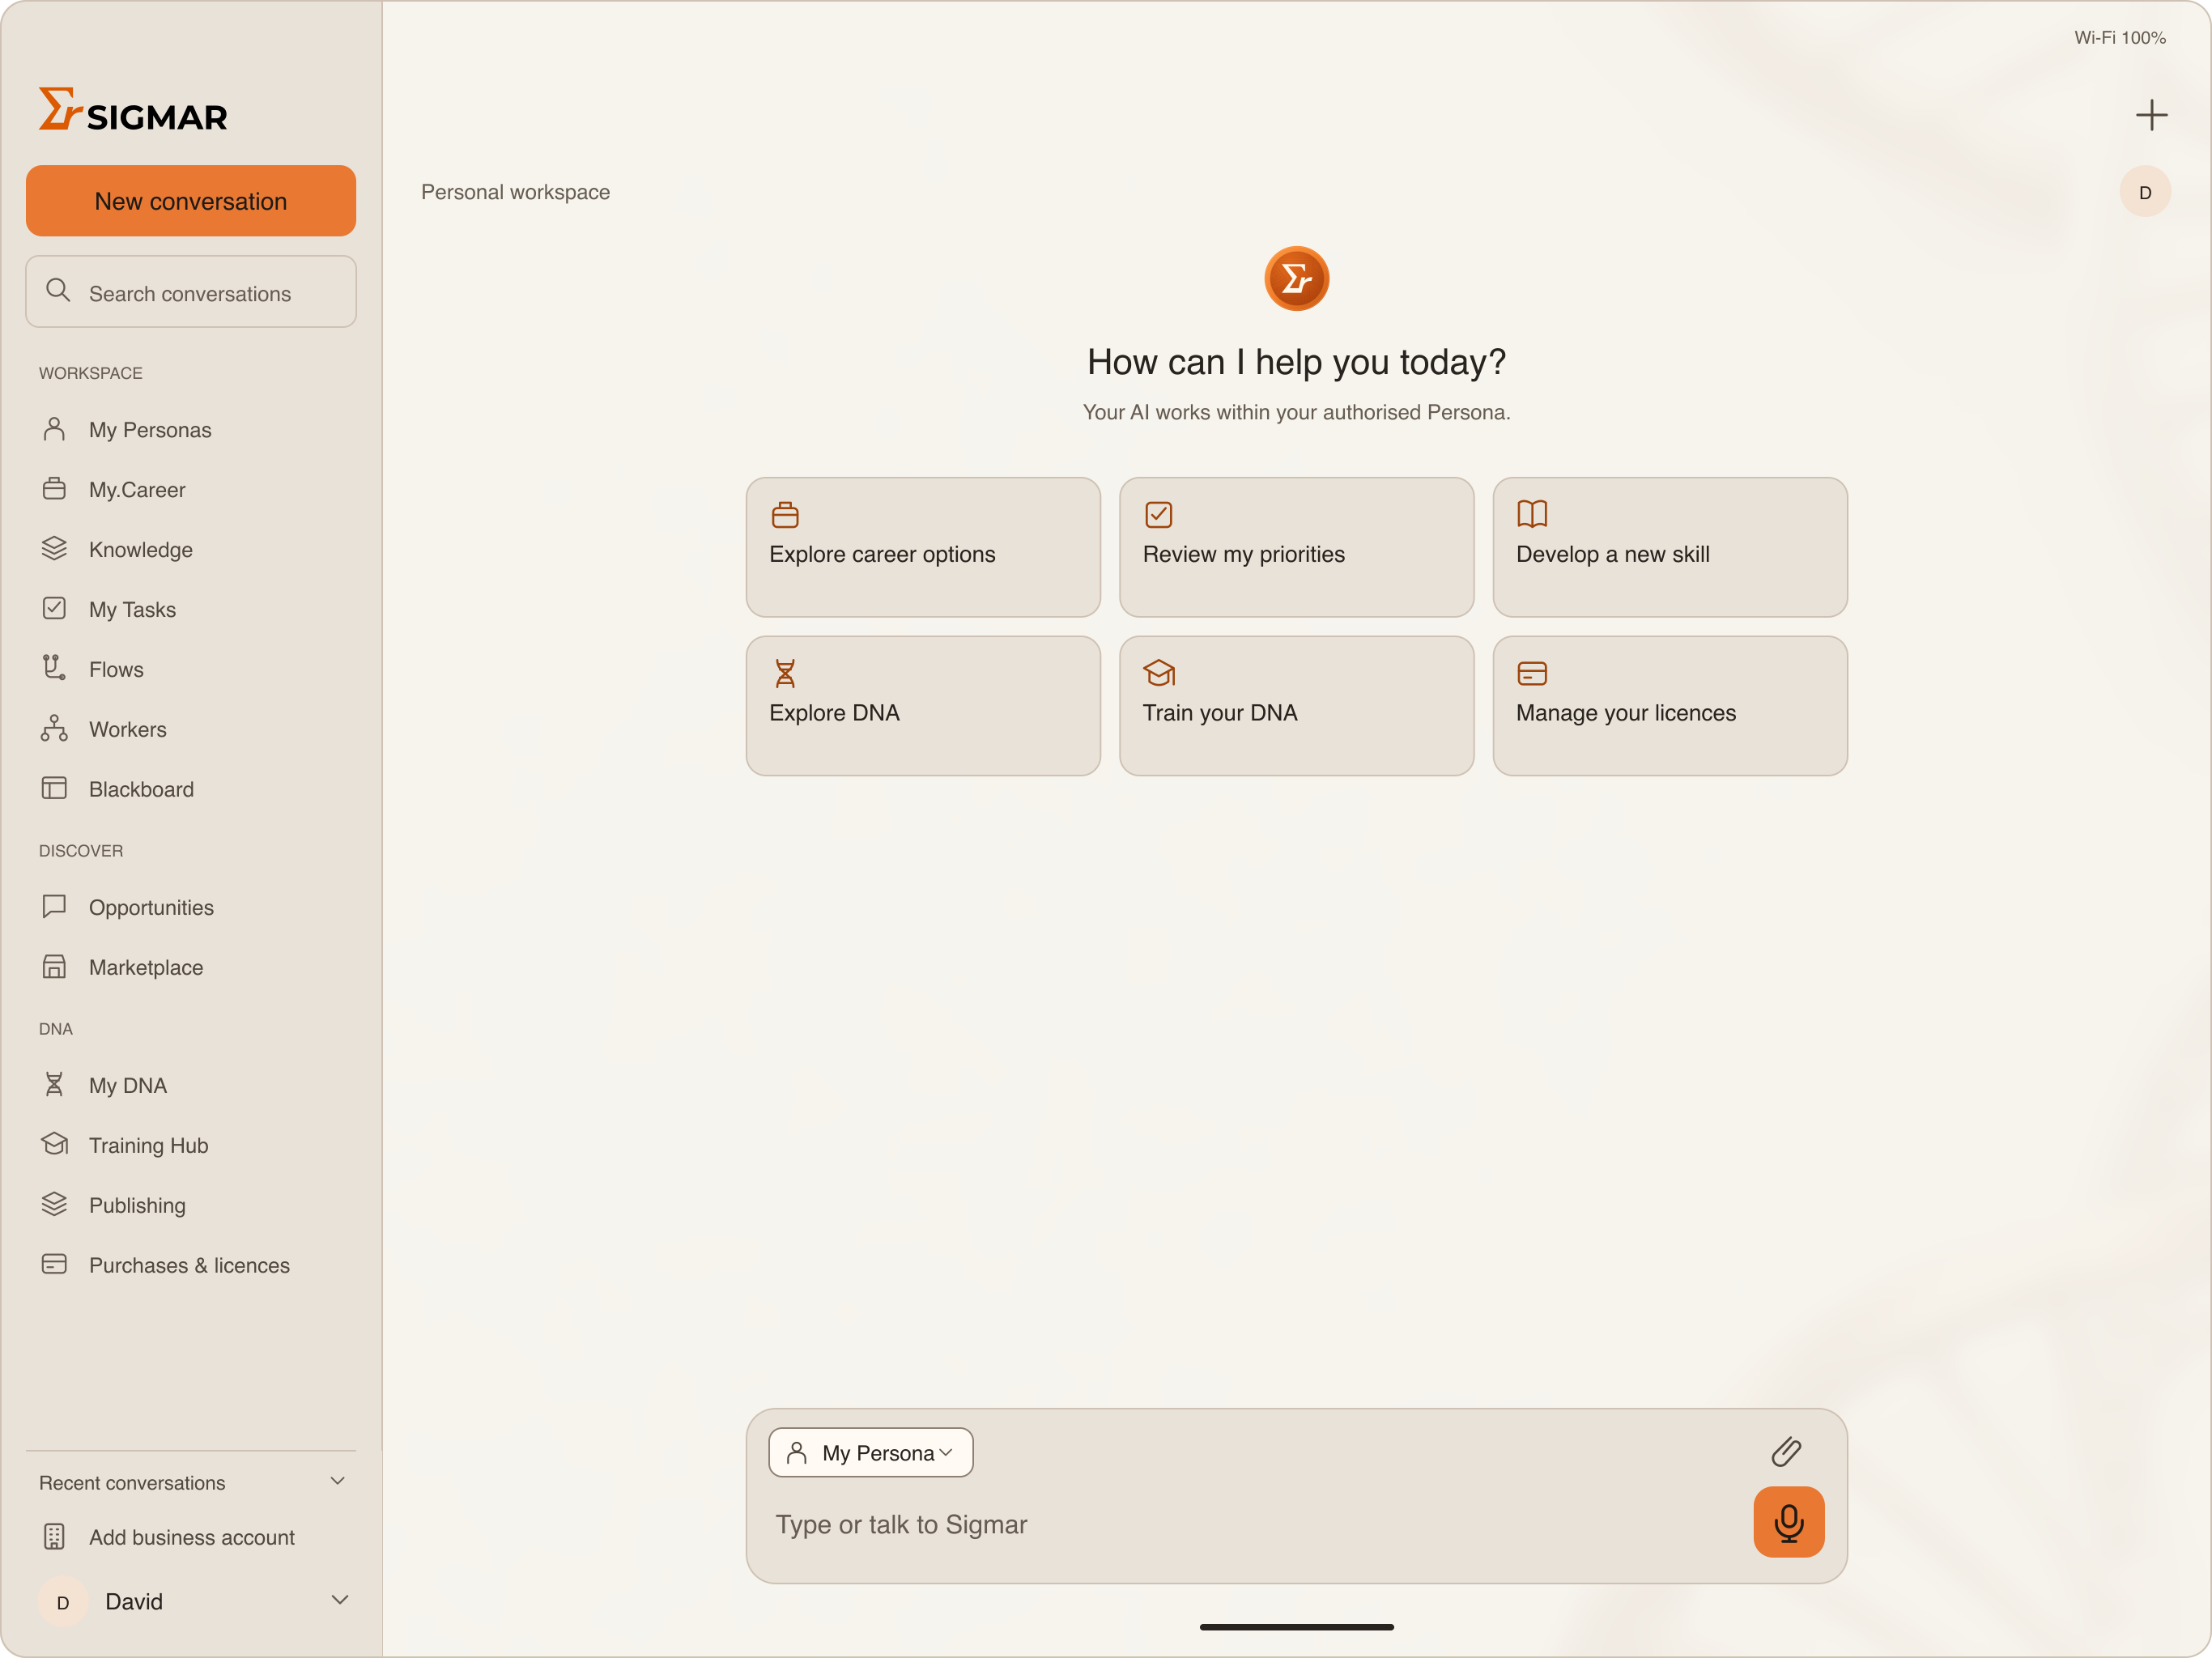 Wi-Fi 100%
Σr SIGMAR
New conversation
Search conversations
WORKSPACE
My Personas
My.Career
Knowledge
My Tasks
Flows
Workers
Blackboard
DISCOVER
Opportunities
Marketplace
DNA
My DNA
Training Hub
Publishing
Purchases & licences
Recent conversations
Add business account
D David
Personal workspace
D
Σr
How can I help you today?
Your AI works within your authorised Persona.
Explore career options
Review my priorities
Develop a new skill
Explore DNA
Train your DNA
Manage your licences
My Persona
Type or talk to Sigmar